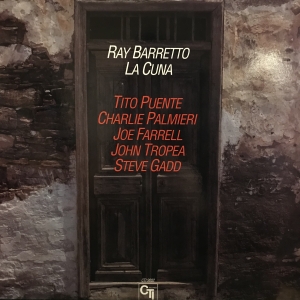 RAY BARRETTO
LA CUNA
TITO PUENTE
CHARLIE PALMIERI
JOE FARRELL
JOHN TROPEA
STEVE GADD
CTI